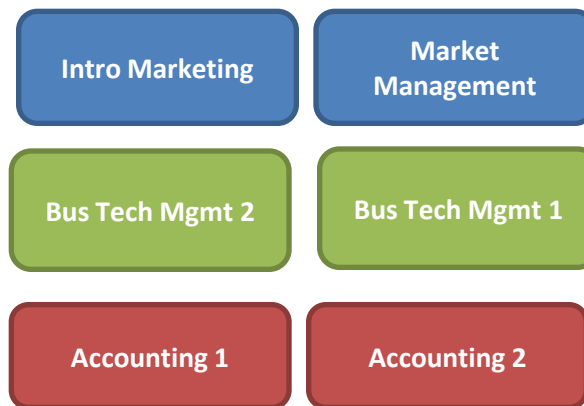 Intro Marketing
Market
Management
Bus Tech Mgmt 2
Bus Tech Mgmt 1
Accounting 1
Accounting 2